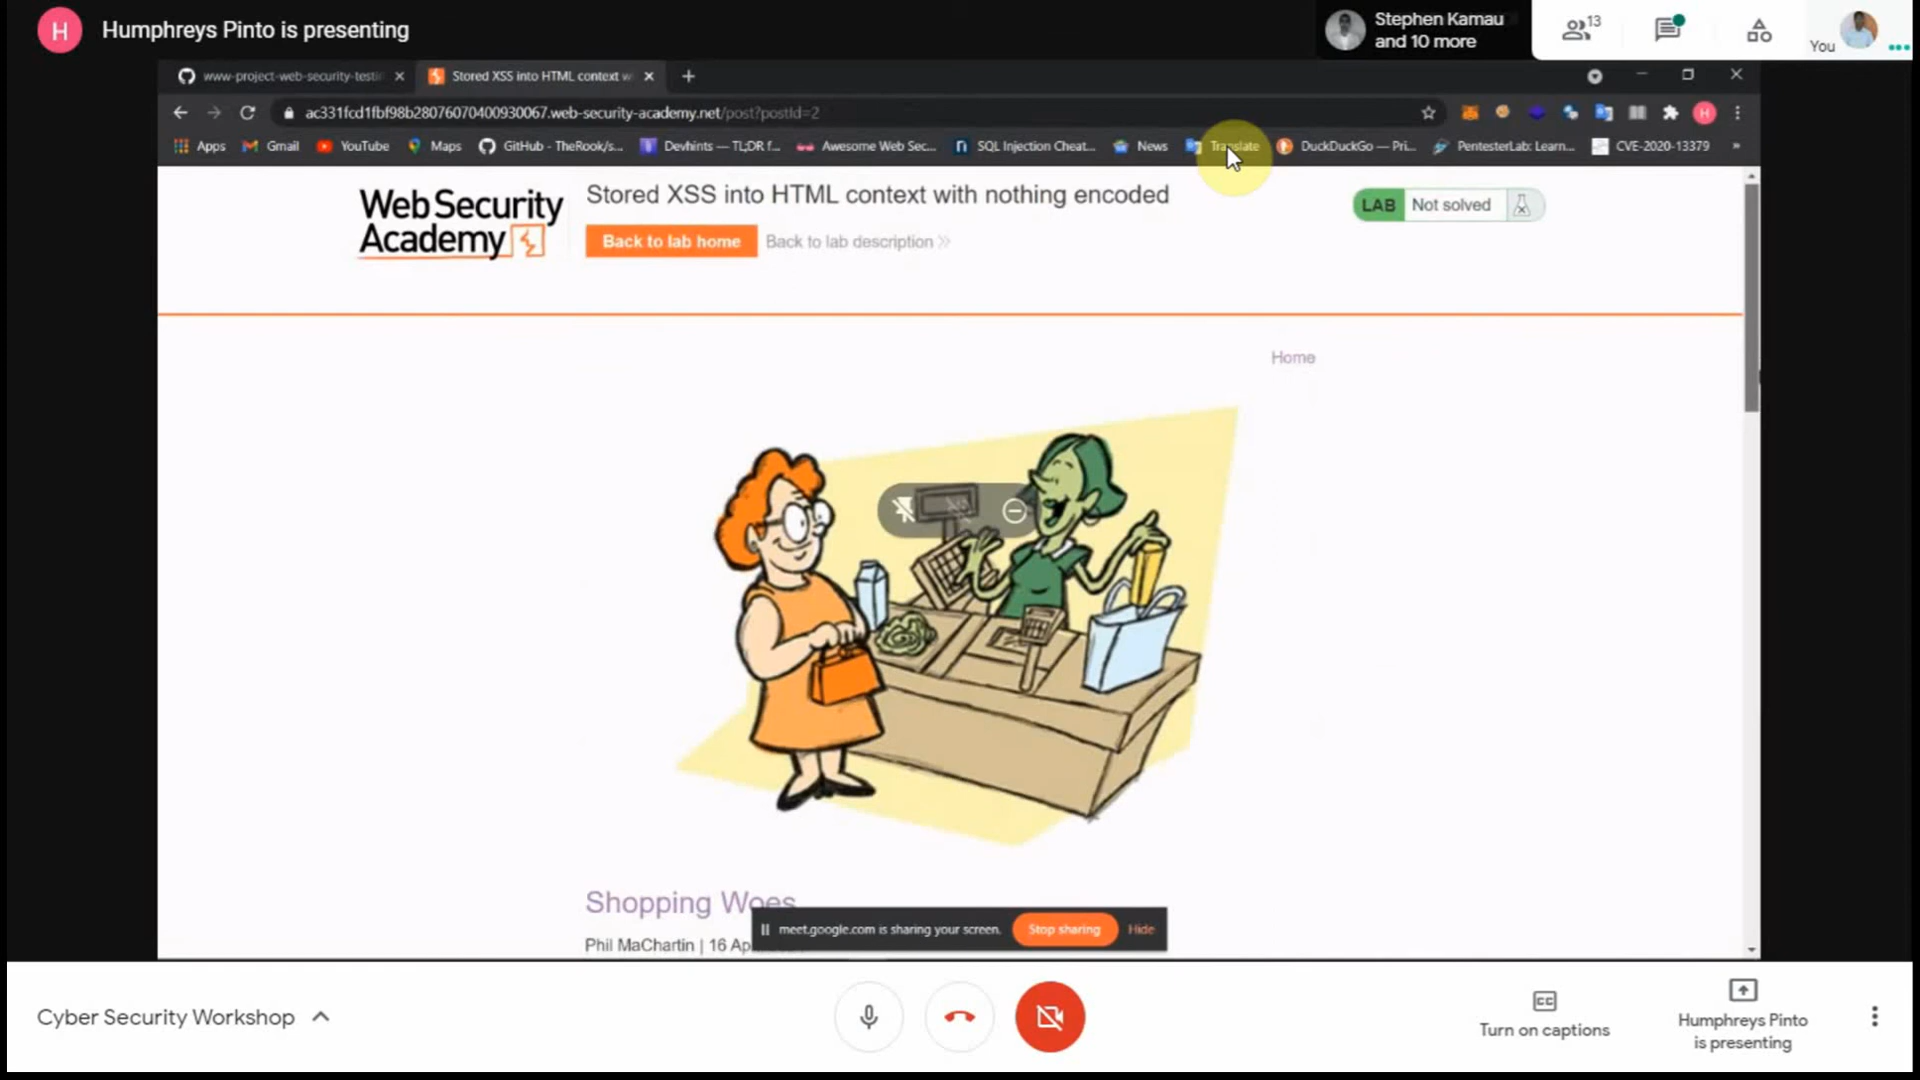 H
Humphreys Pinto is presenting
Stephen Kamau
and 10 more
13
You
www-project-web-security-testin
Stored XSS into HTML context w
ac331fcd1fbf98b28076070400930067.web-security-academy.net/post?postId=2
H
Apps
Gmail
YouTube
Maps
GitHub - TheRook/s...
Devhints — TL;DR f...
Awesome Web Sec...
SQL Injection Cheat...
News
Translate
DuckDuckGo — Pri...
PentesterLab: Learn...
CVE-2020-13379
»
Web Security
Academy
Stored XSS into HTML context with nothing encoded
Back to lab home
Back to lab description »
LAB
Not solved
Home
Shopping Woes
Phil MaChartin | 16 Ap
meet.google.com is sharing your screen.
Stop sharing
Hide
Cyber Security Workshop
Turn on captions
Humphreys Pinto
is presenting